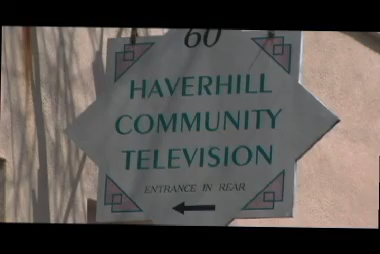 60
HAVERHILL
COMMUNITY
TELEVISION
ENTRANCE IN REAR